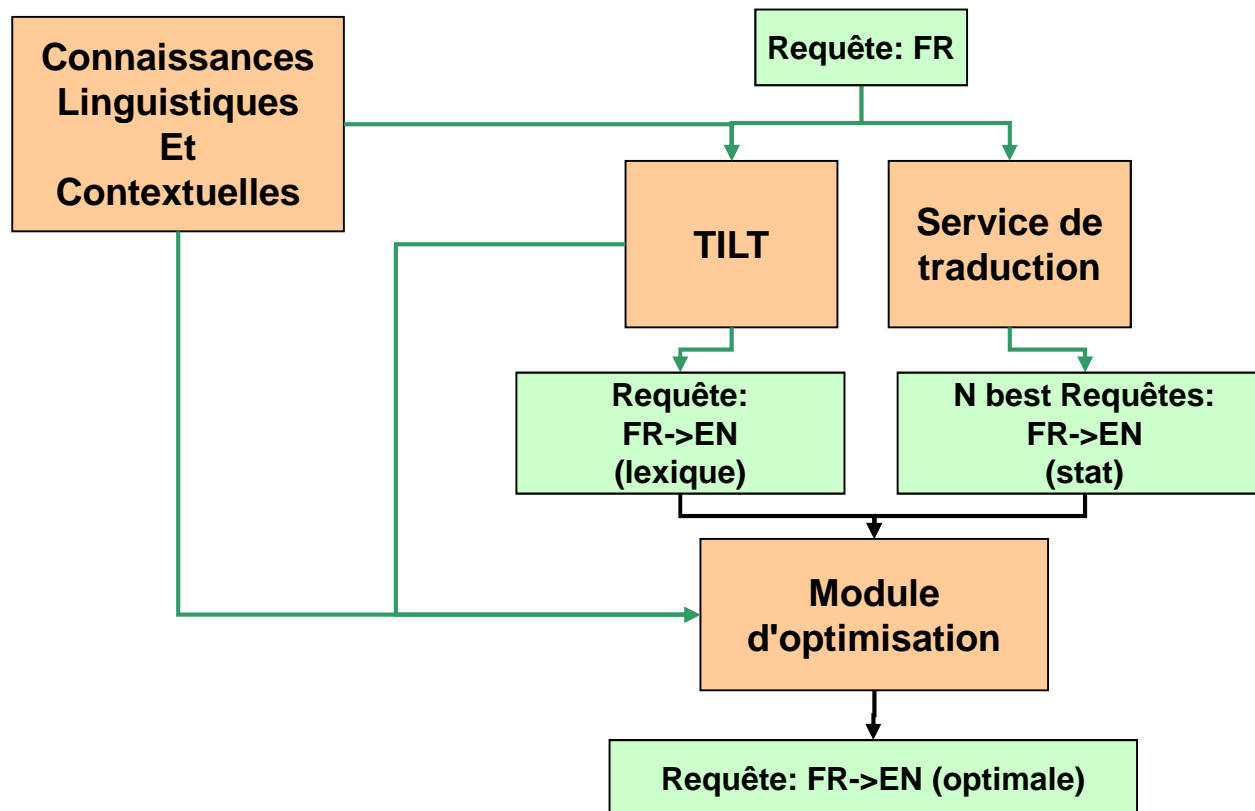 Connaissances
Linguistiques
Et
Contextuelles
Requête: FR
TILT
Service de
traduction
Requête:
FR->EN
(lexique)
N best Requêtes:
FR->EN
(stat)
Module
d'optimisation
Requête: FR->EN (optimale)